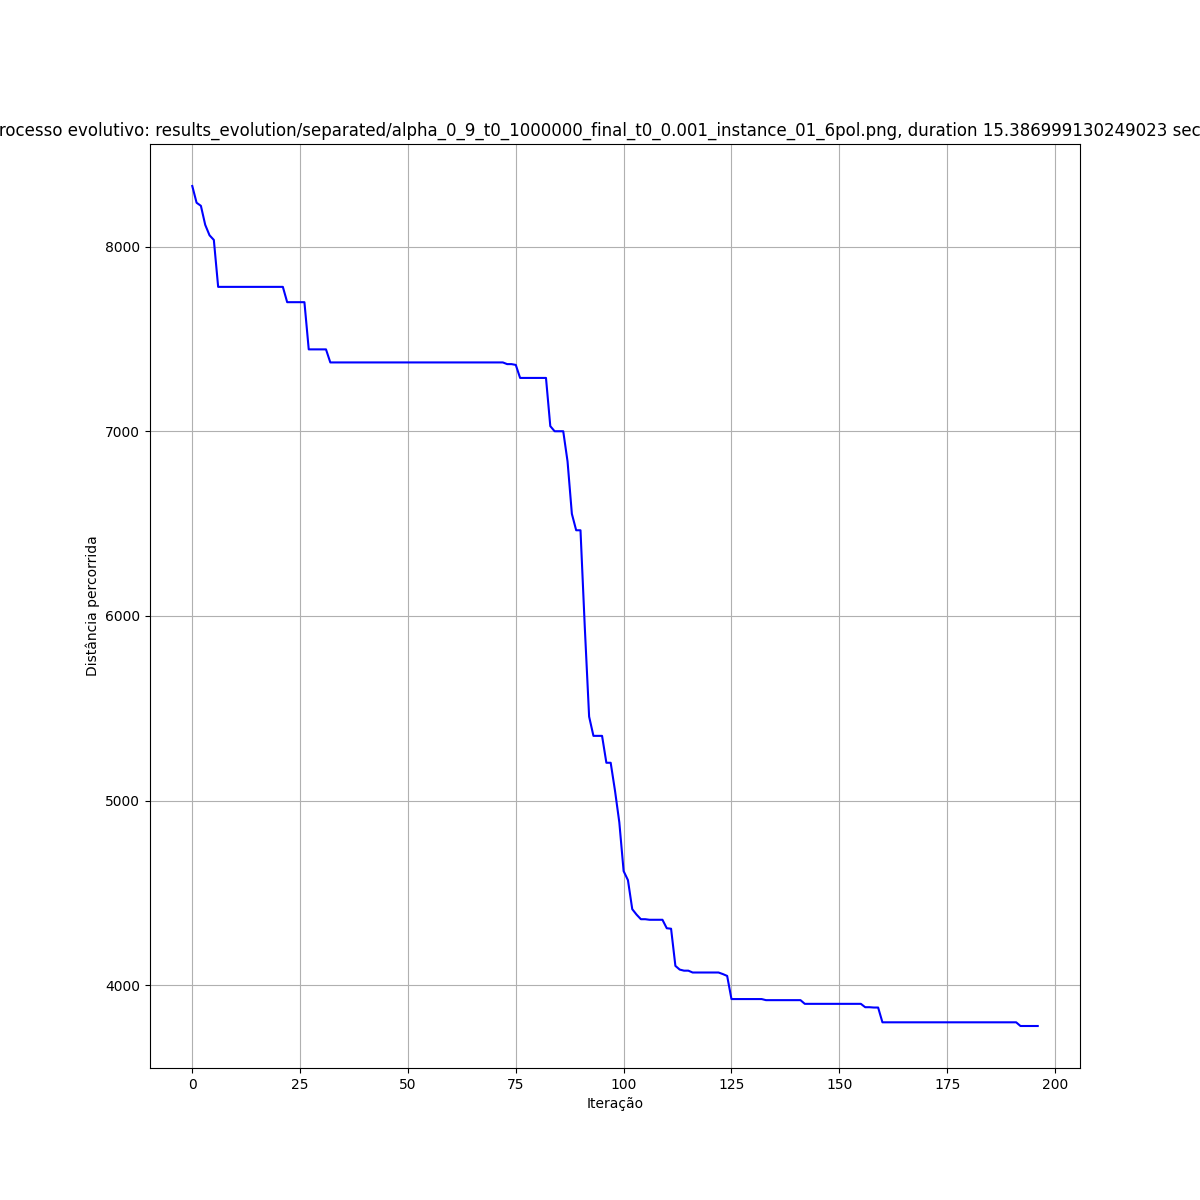 rocesso evolutivo: results_evolution/separated/alpha_0_9_t0_1000000_final_t0_0.001_instance_01_6pol.png, duration 15.386999130249023 sec
8000
7000
6000
5000
4000
Distância percorrida
0 25 50 75 100 125 150 175 200
Iteração